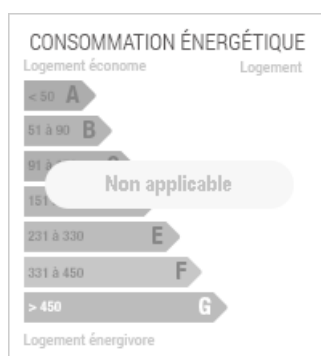 CONSOMMATION ÉNERGÉTIQUE
Logement économe Logement
< 50 A
51 à 90 B
91 à
Non applicable
151
231 à 330 E
331 à 450 F
> 450 G
Logement énergivore